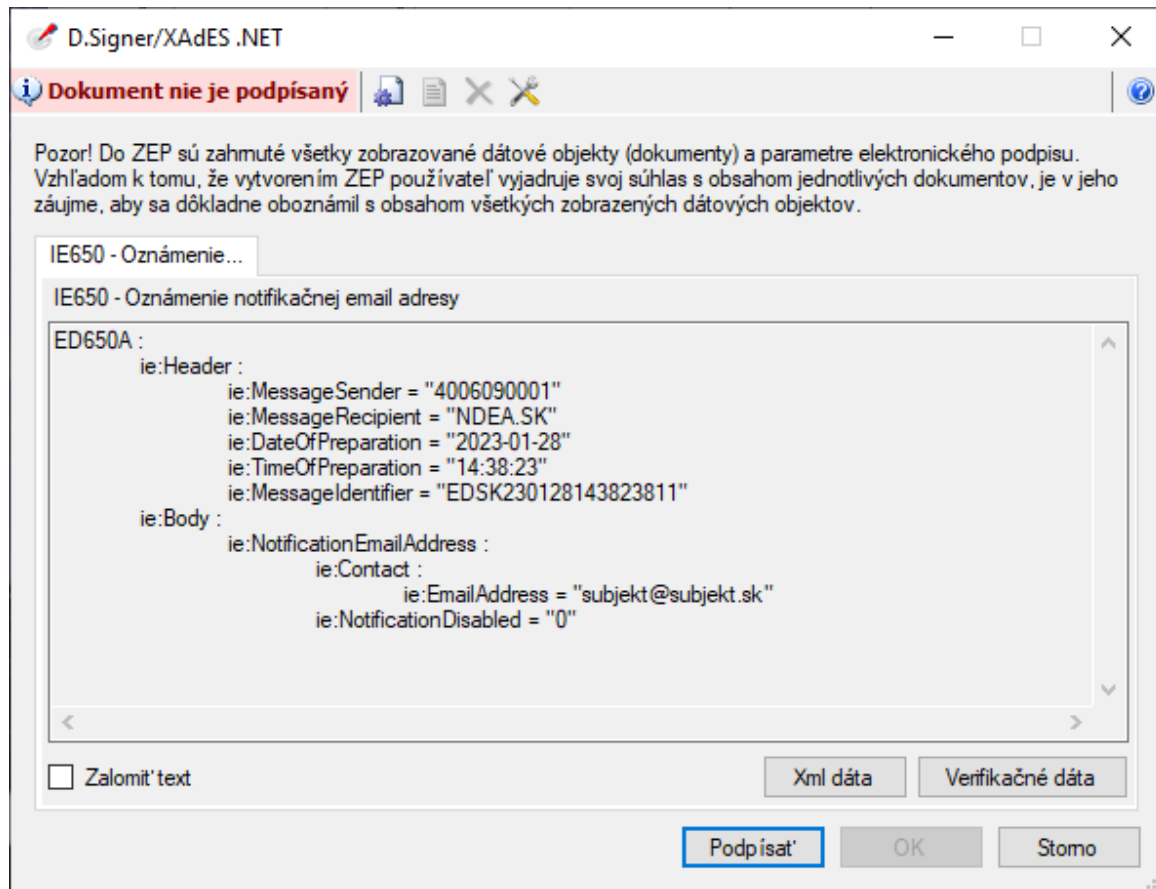 D.Signer/XAdES .NET
Dokument nie je podpísaný
Pozor! Do ZEP sú zahrnuté všetky zobrazované dátové objekty (dokumenty) a parametre elektronického podpisu.
Vzhľadom k tomu, že vytvorením ZEP používateľ vyjadruje svoj súhlas s obsahom jednotlivých dokumentov, je v jeho
záujme, aby sa dôkladne oboznámil s obsahom všetkých zobrazených dátových objektov.
IE650 - Oznámenie...
IE650 - Oznámenie notifikačnej email adresy
ED650A :
ie:Header :
ie:MessageSender = "4006090001"
ie:MessageRecipient = "NDEA.SK"
ie:DateOfPreparation = "2023-01-28"
ie:TimeOfPreparation = "14:38:23"
ie:MessageIdentifier = "EDSK230128143823811"
ie:Body :
ie:NotificationEmailAddress :
ie:Contact :
ie:EmailAddress = "subjekt@subjekt.sk"
ie:NotificationDisabled = "0"
Zalomiť text
Xml dáta
Verifikačné dáta
Podpísať
OK
Storno